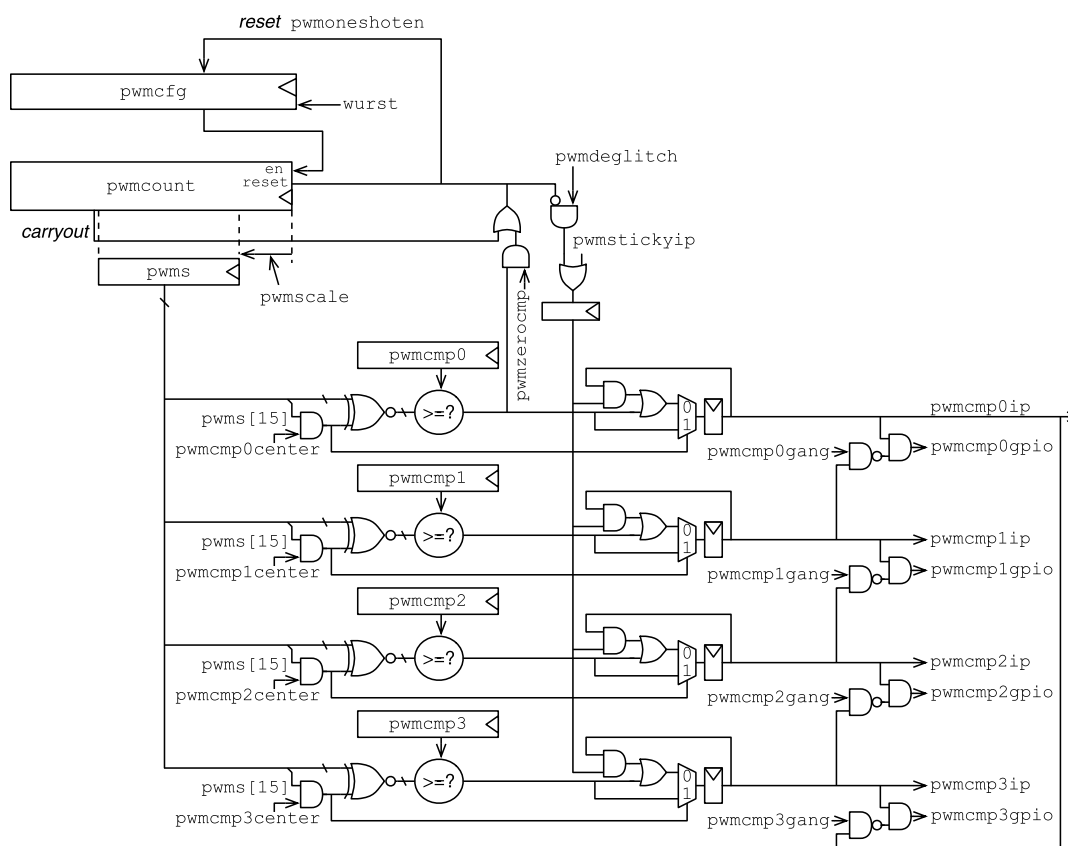 reset pwmoneshoten
pwmcfg
wurst
pwmdeglitch
en
pwmcount
reset
carryout
pwmstickyip
pwms
pwmscale
pwmzerocmp
pwmcmp0
>=?
0
1
pwms[15]
pwmcmp0center
pwmcmp0ip
pwmcmp0gang
pwmcmp0gpio
pwmcmp1
>=?
0
1
pwms[15]
pwmcmp1center
pwmcmp1ip
pwmcmp1gang
pwmcmp1gpio
pwmcmp2
>=?
0
1
pwms[15]
pwmcmp2center
pwmcmp2ip
pwmcmp2gang
pwmcmp2gpio
pwmcmp3
>=?
0
1
pwms[15]
pwmcmp3center
pwmcmp3ip
pwmcmp3gang
pwmcmp3gpio